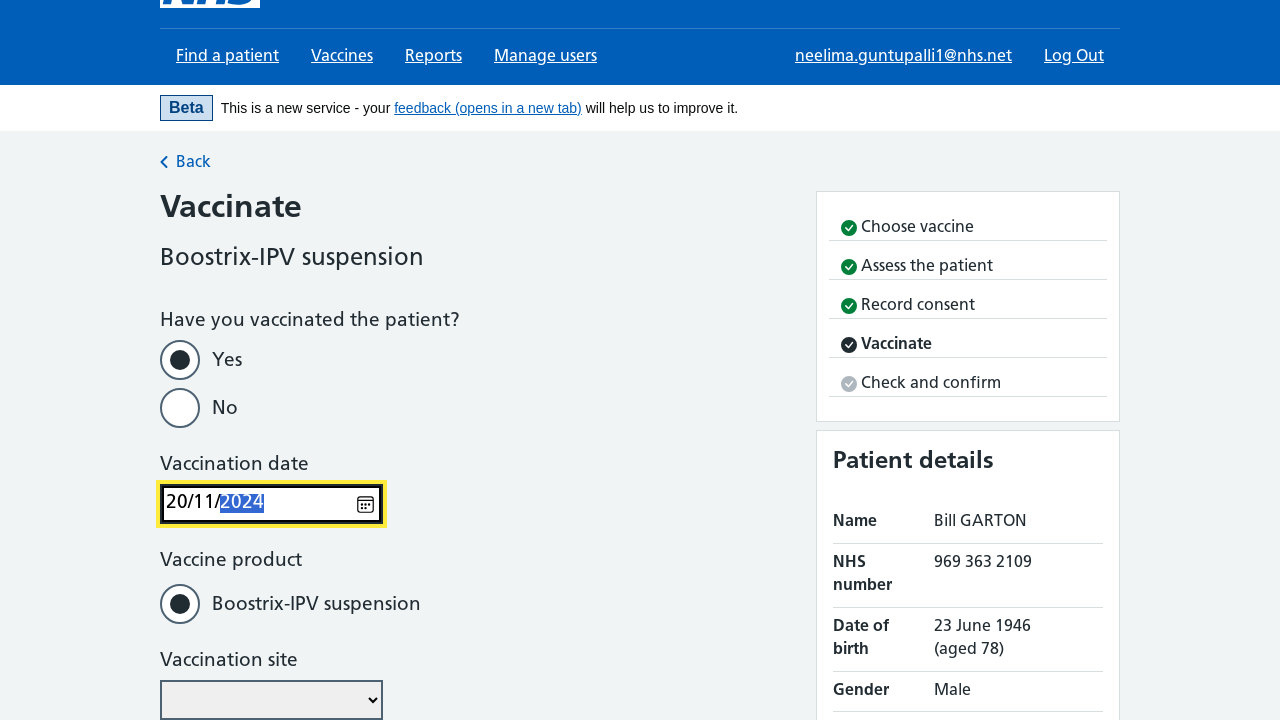 NHS
Find a patient Vaccines Reports Manage users neelima.guntupalli1@nhs.net Log Out
Beta This is a new service - your feedback (opens in a new tab) will help us to improve it.
Back
Vaccinate
Boostrix-IPV suspension
Have you vaccinated the patient?
Yes
No
Vaccination date
20/11/2024
Vaccine product
Boostrix-IPV suspension
Vaccination site
Choose vaccine
Assess the patient
Record consent
Vaccinate
Check and confirm
Patient details
Name Bill GARTON
NHS number 969 363 2109
Date of birth 23 June 1946 (aged 78)
Gender Male